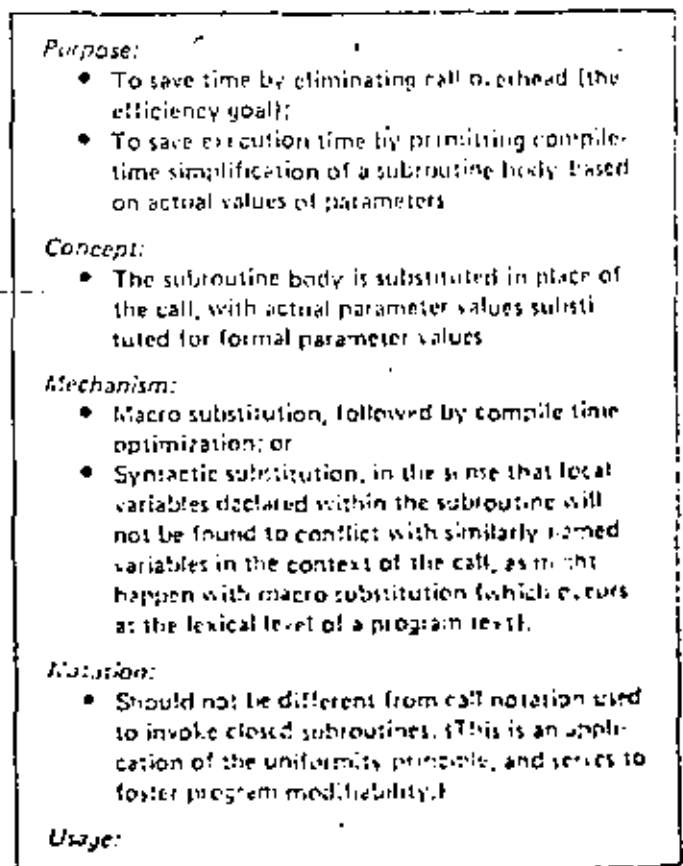 Purpose:
• To save time by eliminating call overhead (the
efficiency goal);
• To save execution time by permitting compile-
time simplification of a subroutine body based
on actual values of parameters
Concept:
• The subroutine body is substituted in place of
the call, with actual parameter values substi
tuted for formal parameter values
Mechanism:
• Macro substitution, followed by compile time
optimization; or
• Syntactic substitution, in the sense that local
variables declared within the subroutine will
not be found to conflict with similarly named
variables in the context of the call, as might
happen with macro substitution (which occurs
at the lexical level of a program text).
Notation:
• Should not be different from call notation used
to invoke closed subroutines. (This is an appli-
cation of the uniformity principle, and serves to
foster program modifiability.)
Usage: